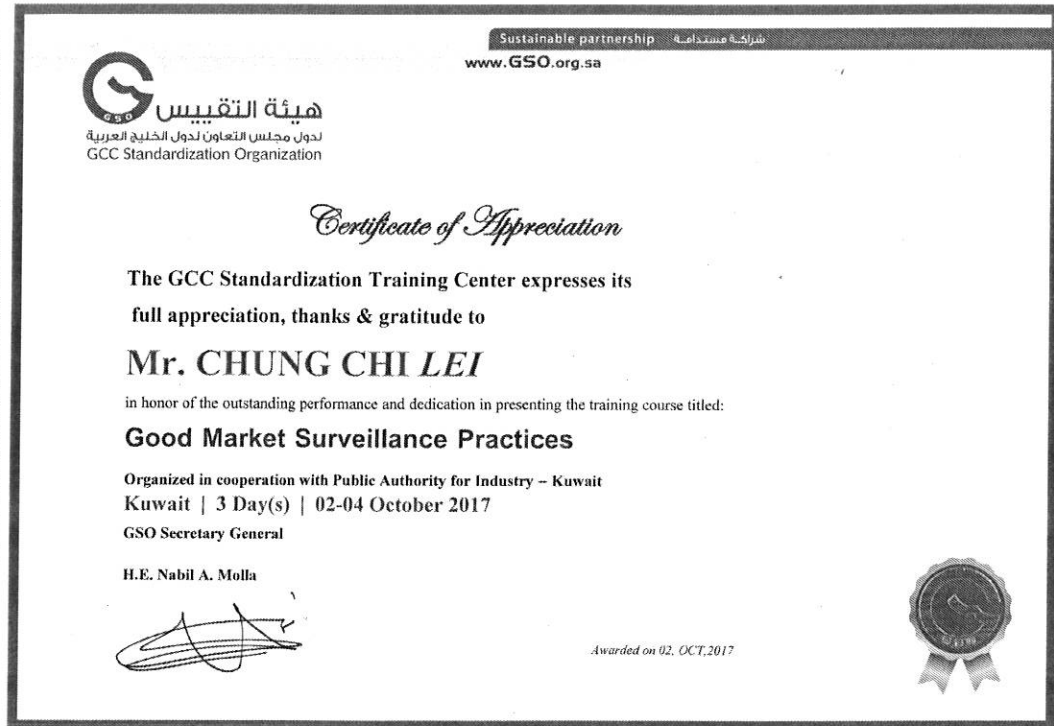 Sustainable partnership شراكة مستدامة
www.GSO.org.sa
GSO
هيئة التقييس
لدول مجلس التعاون لدول الخليج العربية
GCC Standardization Organization
Certificate of Appreciation
The GCC Standardization Training Center expresses its
full appreciation, thanks & gratitude to
Mr. CHUNG CHI LEI
in honor of the outstanding performance and dedication in presenting the training course titled:
Good Market Surveillance Practices
Organized in cooperation with Public Authority for Industry – Kuwait
Kuwait | 3 Day(s) | 02-04 October 2017
GSO Secretary General
H.E. Nabil A. Molla
Awarded on 02, OCT,2017